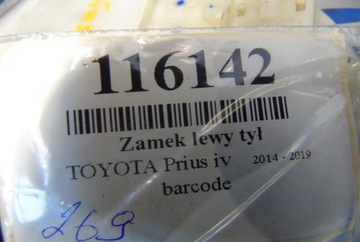 116142
Zamek lewy tył
TOYOTA Prius iv 2014 - 2019
barcode
269